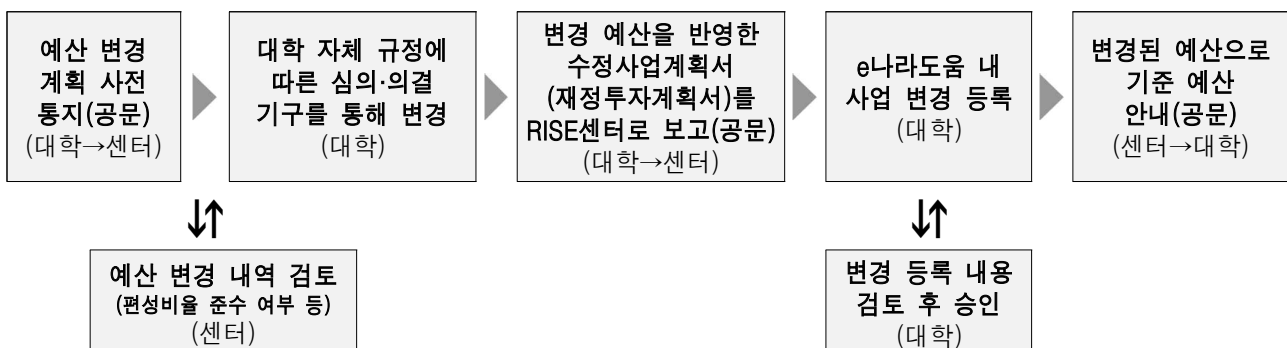 예산 변경
계획 사전
통지(공문)
(대학→센터)
대학 자체 규정에
따른 심의·의결
기구를 통해 변경
(대학)
변경 예산을 반영한
수정사업계획서
(재정투자계획서)를
RISE센터로 보고(공문)
(대학→센터)
e나라도움 내
사업 변경 등록
(대학)
변경된 예산으로
기준 예산
안내(공문)
(센터→대학)
↓↑
↓↑
예산 변경 내역 검토
(편성비율 준수 여부 등)
(센터)
변경 등록 내용
검토 후 승인
(대학)